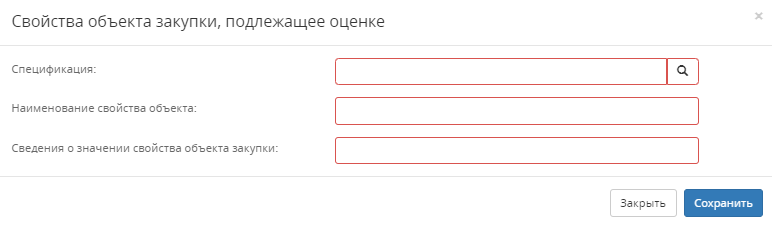 Свойства объекта закупки, подлежащее оценке
×
Спецификация:
Наименование свойства объекта:
Сведения о значении свойства объекта закупки:
Закрыть Сохранить